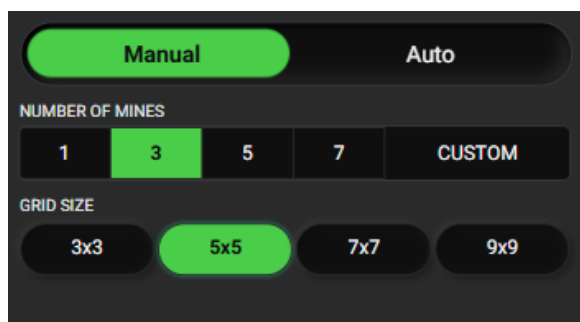 Manual Auto
NUMBER OF MINES
1 3 5 7 CUSTOM
GRID SIZE
3x3 5x5 7x7 9x9